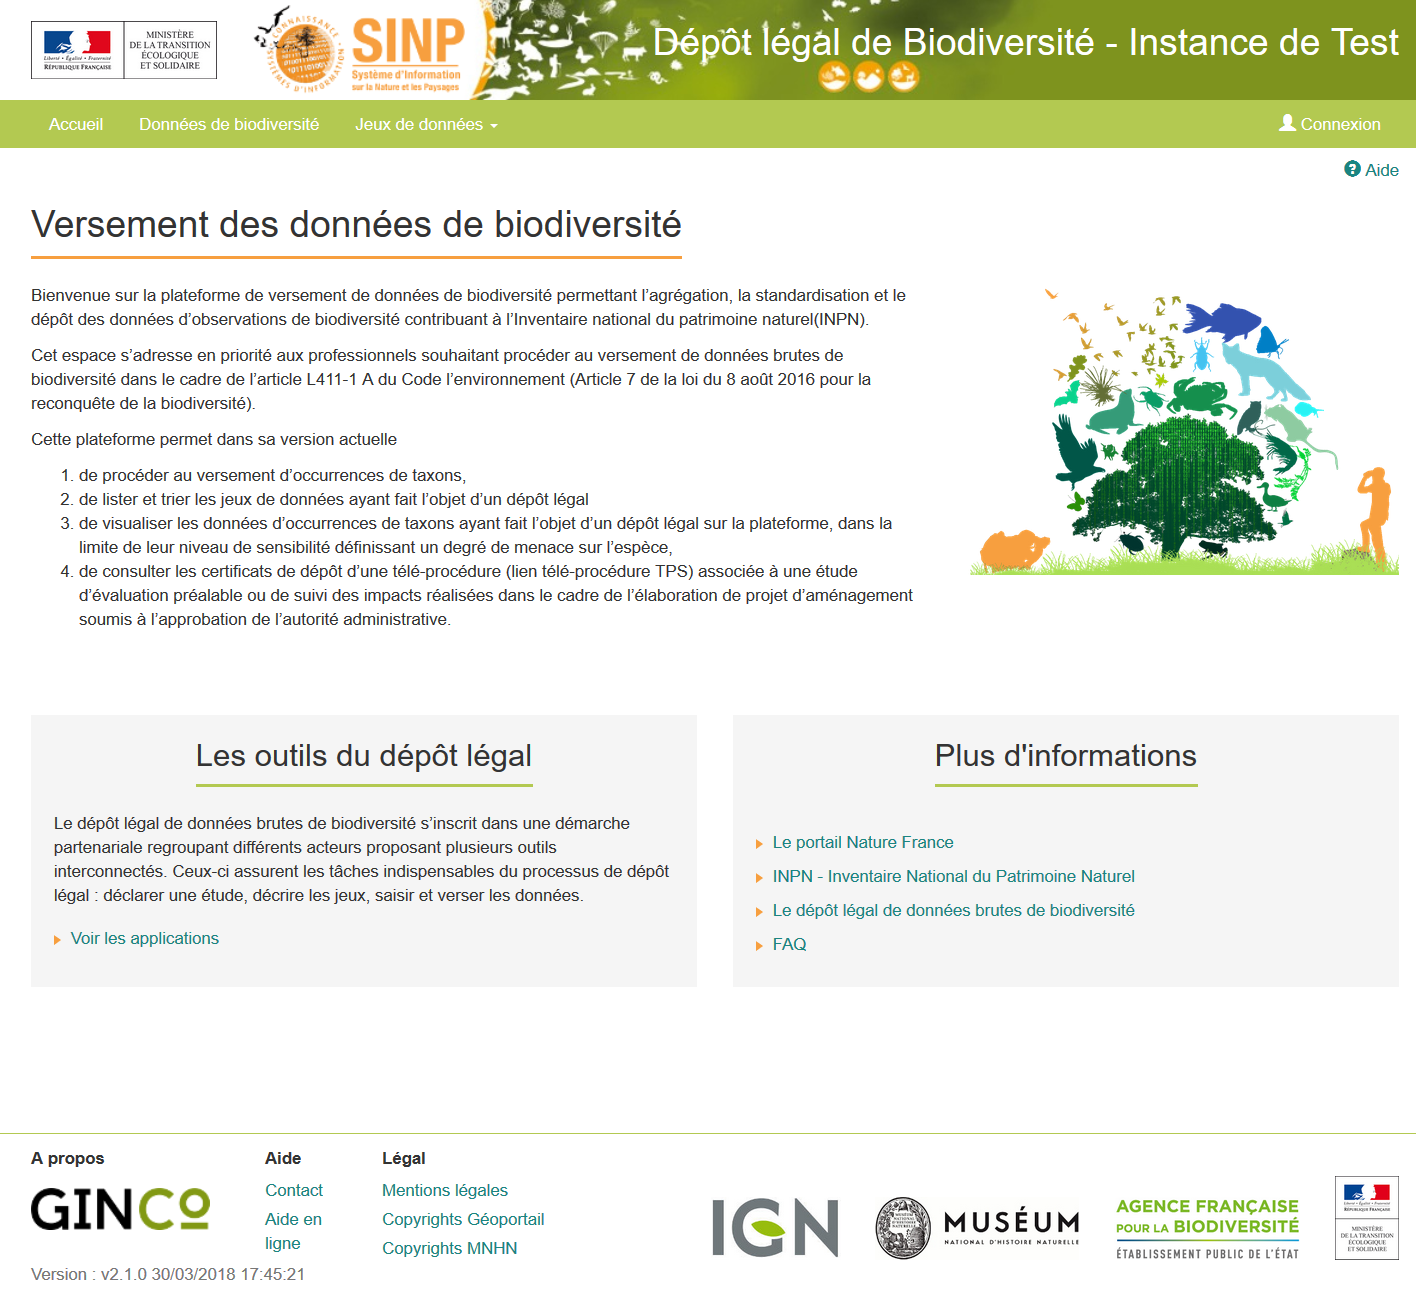 Liberté • Égalité • Fraternité
RÉPUBLIQUE FRANÇAISE
MINISTÈRE
DE LA TRANSITION
ÉCOLOGIQUE
ET SOLIDAIRE
SINP
Système d'Information
sur la Nature et les Paysages
Dépôt légal de Biodiversité - Instance de Test
Accueil
Données de biodiversité
Jeux de données
Connexion
Aide
Versement des données de biodiversité
Bienvenue sur la plateforme de versement de données de biodiversité permettant l’agrégation, la standardisation et le
dépôt des données d’observations de biodiversité contribuant à l’Inventaire national du patrimoine naturel(INPN).
Cet espace s’adresse en priorité aux professionnels souhaitant procéder au versement de données brutes de
biodiversité dans le cadre de l’article L411-1 A du Code l’environnement (Article 7 de la loi du 8 août 2016 pour la
reconquête de la biodiversité).
Cette plateforme permet dans sa version actuelle
1. de procéder au versement d’occurrences de taxons,
2. de lister et trier les jeux de données ayant fait l’objet d’un dépôt légal
3. de visualiser les données d’occurrences de taxons ayant fait l’objet d’un dépôt légal sur la plateforme, dans la
limite de leur niveau de sensibilité définissant un degré de menace sur l’espèce,
4. de consulter les certificats de dépôt d’une télé-procédure (lien télé-procédure TPS) associée à une étude
d’évaluation préalable ou de suivi des impacts réalisées dans le cadre de l’élaboration de projet d’aménagement
soumis à l’approbation de l’autorité administrative.
Les outils du dépôt légal
Le dépôt légal de données brutes de biodiversité s’inscrit dans une démarche
partenariale regroupant différents acteurs proposant plusieurs outils
interconnectés. Ceux-ci assurent les tâches indispensables du processus de dépôt
légal : déclarer une étude, décrire les jeux, saisir et verser les données.
Voir les applications
Plus d'informations
Le portail Nature France
INPN - Inventaire National du Patrimoine Naturel
Le dépôt légal de données brutes de biodiversité
FAQ
A propos
GINCO
Version : v2.1.0 30/03/2018 17:45:21
Aide
Contact
Aide en
ligne
Légal
Mentions légales
Copyrights Géoportail
Copyrights MNHN
IGN
MUSÉUM
NATIONAL D'HISTOIRE NATURELLE
AGENCE FRANÇAISE
POUR LA BIODIVERSITÉ
ÉTABLISSEMENT PUBLIC DE L'ÉTAT
RÉPUBLIQUE FRANÇAISE
MINISTÈRE
DE LA TRANSITION
ÉCOLOGIQUE
ET SOLIDAIRE